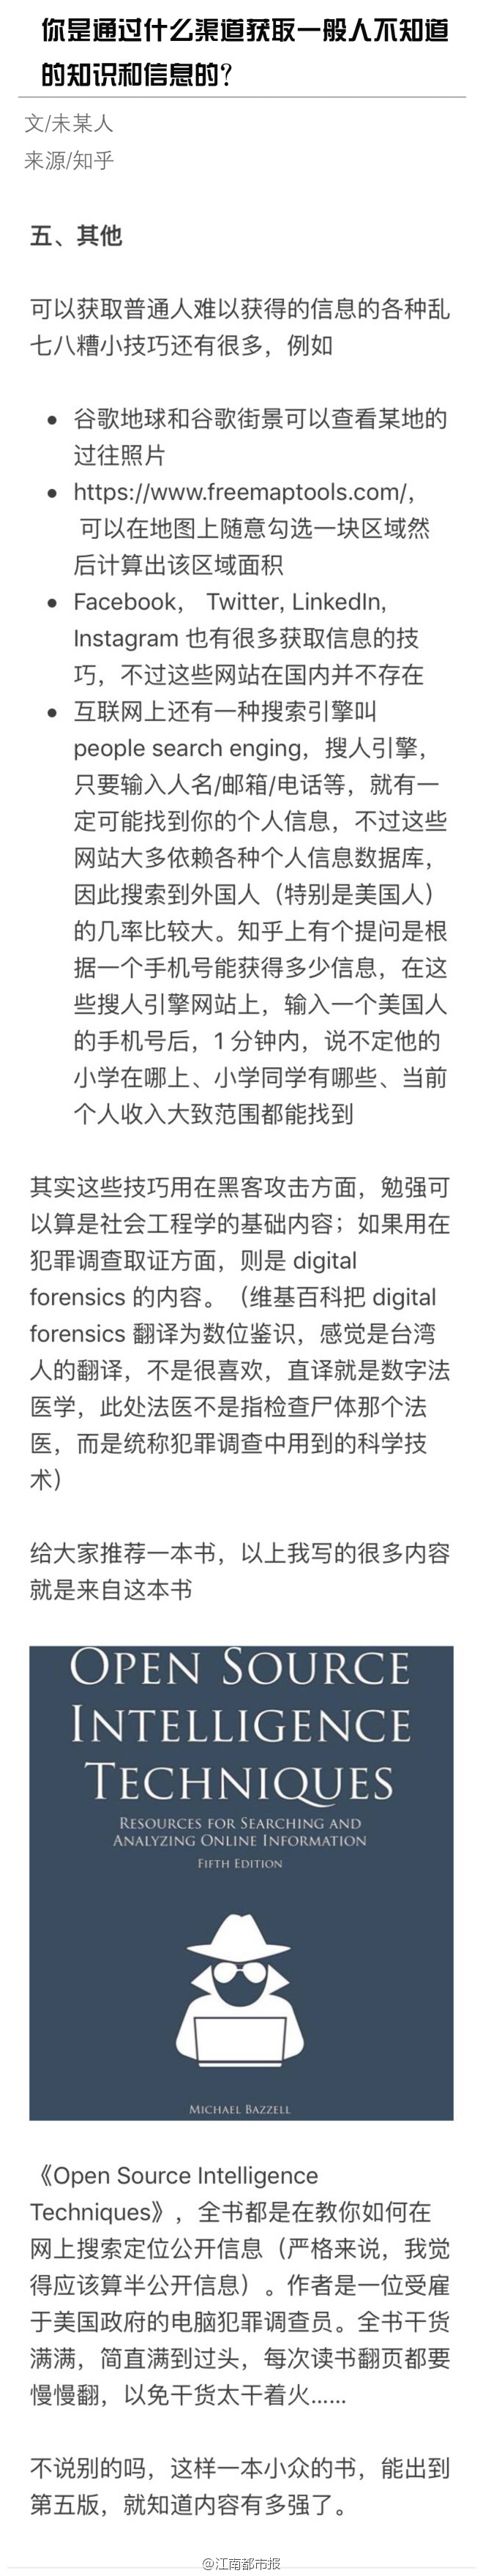 你是通过什么渠道获取一般人不知道
的知识和信息的?
文/未某人
来源/知乎
五、其他
可以获取普通人难以获得的信息的各种乱
七八糟小技巧还有很多，例如
● 谷歌地球和谷歌街景可以查看某地的
过往照片
● https://www.freemaptools.com/，
可以在地图上随意勾选一块区域然
后计算出该区域面积
● Facebook， Twitter, LinkedIn,
Instagram 也有很多获取信息的技
巧，不过这些网站在国内并不存在
● 互联网上还有一种搜索引擎叫
people search enging，搜人引擎，
只要输入人名/邮箱/电话等，就有一
定可能找到你的个人信息，不过这些
网站大多依赖各种个人信息数据库，
因此搜索到外国人（特别是美国人）
的几率比较大。知乎上有个提问是根
据一个手机号能获得多少信息，在这
些搜人引擎网站上，输入一个美国人
的手机号后，1 分钟内，说不定他的
小学在哪上、小学同学有哪些、当前
个人收入大致范围都能找到
其实这些技巧用在黑客攻击方面，勉强可
以算是社会工程学的基础内容；如果用在
犯罪调查取证方面，则是 digital
forensics 的内容。（维基百科把 digital
forensics 翻译为数位鉴识，感觉是台湾
人的翻译，不是很喜欢，直译就是数字法
医学，此处法医不是指检查尸体那个法
医，而是统称犯罪调查中用到的科学技
术）
给大家推荐一本书，以上我写的很多内容
就是来自这本书
OPEN SOURCE
INTELLIGENCE
TECHNIQUES
RESOURCES FOR SEARCHING AND
ANALYZING ONLINE INFORMATION
FIFTH EDITION
MICHAEL BAZZELL
《Open Source Intelligence
Techniques》，全书都是在教你如何在
网上搜索定位公开信息（严格来说，我觉
得应该算半公开信息）。作者是一位受雇
于美国政府的电脑犯罪调查员。全书干货
满满，简直满到过头，每次读书翻页都要
慢慢翻，以免干货太干着火......
不说别的吗，这样一本小众的书，能出到
第五版，就知道内容有多强了。
@江南都市报